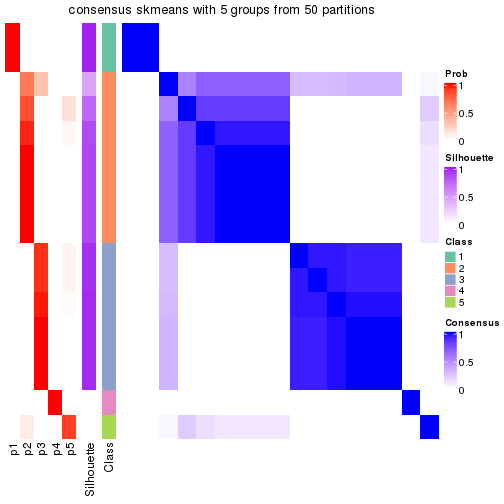 consensus skmeans with 5 groups from 50 partitions
Prob
1
0.5
0
Silhouette
1
0.5
0
Class
1
2
3
4
5
Consensus
1
0.5
0
p1
p2
p3
p4
p5
Silhouette
Class